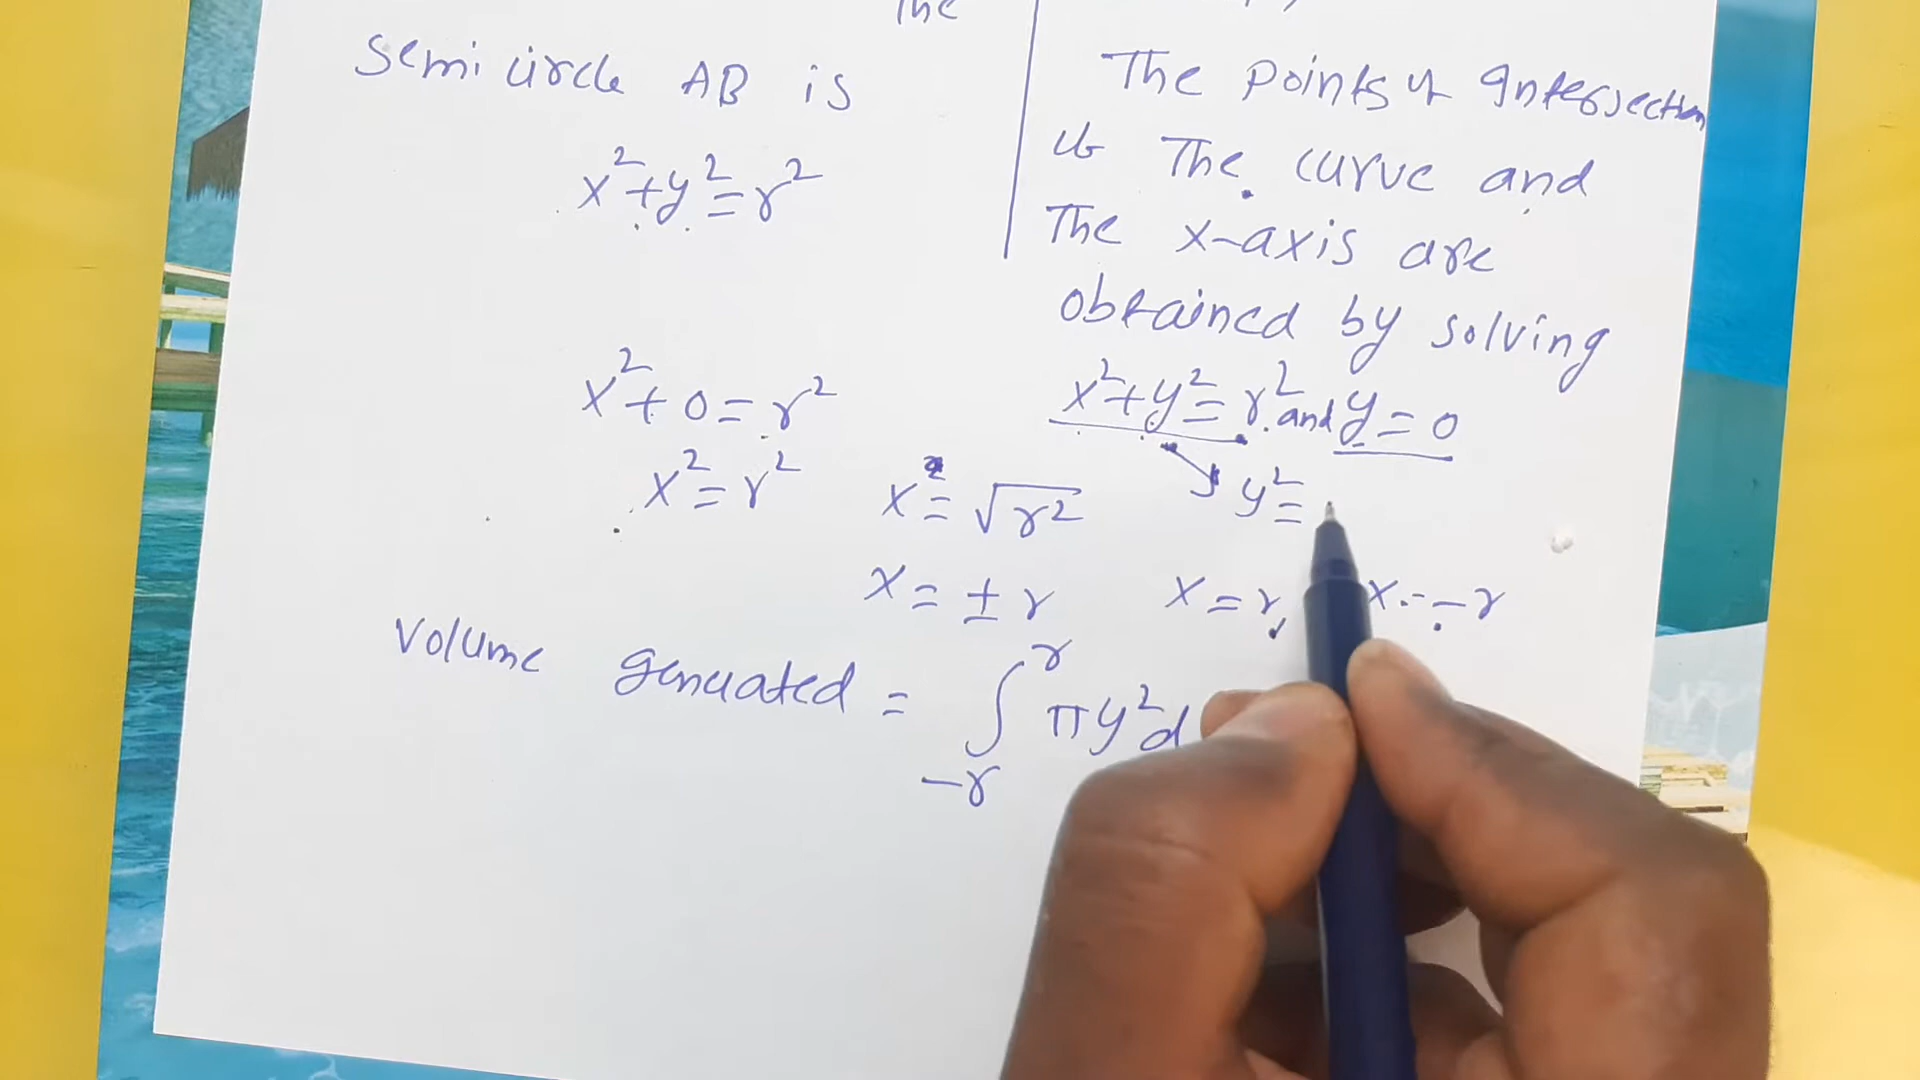 The
Semi circle AB is
x²+y²=r²
x²+0=r²
x²=r²
x=√r²
x=±r
The points of Intersection
of The curve and
The x-axis are
obtained by solving
x²+y²=r² and y=0
y²=
x=r, x=-r
Volume generated = ∫_{-r}^{r} πy²d